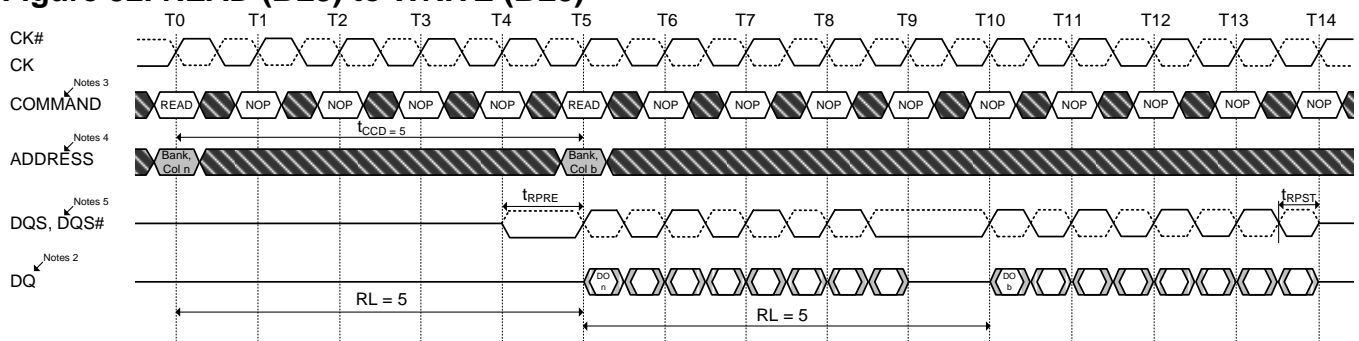 Figure READ (BL8) to WRITE (BL8)
T0 T1 T2 T3 T4 T5 T6 T7 T8 T9 T10 T11 T12 T13 T14
CK#
CK
Notes 3
COMMAND READ NOP NOP NOP NOP READ NOP NOP NOP NOP NOP NOP NOP NOP NOP
tCCD = 5
Notes 4
ADDRESS
Bank, Col n
Bank, Col b
tRPRE
tRPST
Notes 5
DQS, DQS#
Notes 2
DQ
DO n
DO b
RL = 5
RL = 5